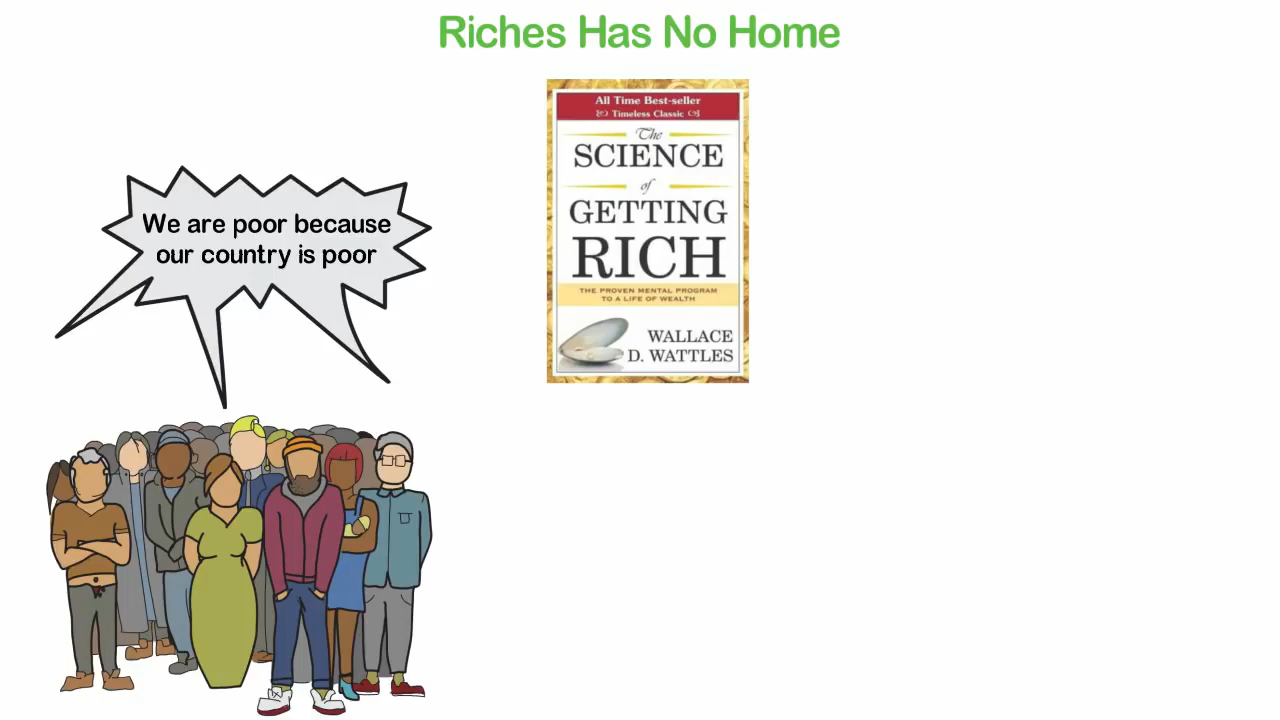 Riches Has No Home
All Time Best-seller
Timeless Classic
The
SCIENCE
of
GETTING
RICH
THE PROVEN MENTAL PROGRAM
TO A LIFE OF WEALTH
WALLACE
D. WATTLES
We are poor because
our country is poor